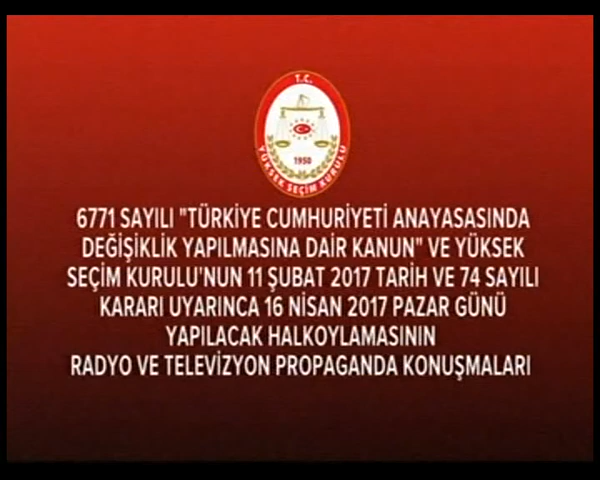 T.C.
1950
YÜKSEK SEÇİM KURULU
6771 SAYILI "TÜRKİYE CUMHURİYETİ ANAYASASINDA
DEĞİŞİKLİK YAPILMASINA DAİR KANUN" VE YÜKSEK
SEÇİM KURULU'NUN 11 ŞUBAT 2017 TARİH VE 74 SAYILI
KARARI UYARINCA 16 NİSAN 2017 PAZAR GÜNÜ
YAPILACAK HALKOYLAMASININ
RADYO VE TELEVİZYON PROPAGANDA KONUŞMALARI